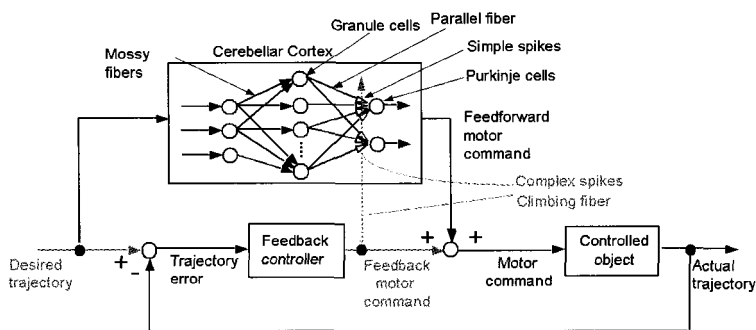 Granule cells
Parallel fiber
Cerebellar Cortex
Simple spikes
Mossy
fibers
Purkinje cells
Feedforward
motor
command
Complex spikes
Climbing fiber
+
+
Desired
trajectory
+
-
Trajectory
error
Feedback
controller
Feedback
motor
command
Motor
command
Controlled
object
Actual
trajectory